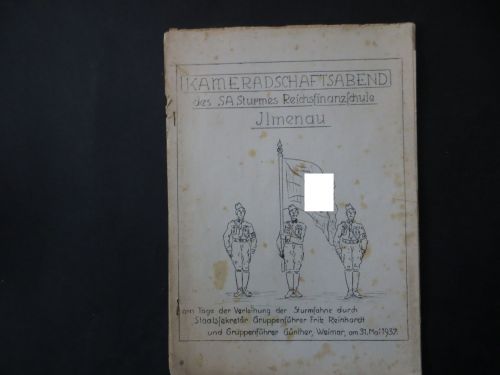 KAMERADSCHAFTSABEND
des SA Sturmes Reichsfinanzschule
Ilmenau
am Tage der Verleihung der Sturmfahne durch
Staatssekretär Gruppenführer Fritz Reinhardt
und Gruppenführer Günther, Weimar, am 31. Mai 1937.